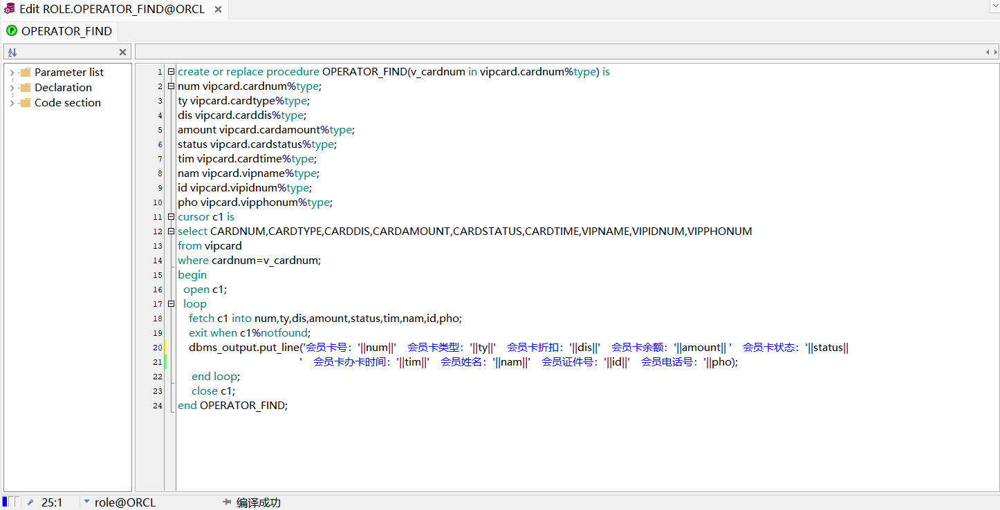 Edit ROLE.OPERATOR_FIND@ORCL
OPERATOR_FIND
Parameter list
Declaration
Code section
1 create or replace procedure OPERATOR_FIND(v_cardnum in vipcard.cardnum%type) is
2 num vipcard.cardnum%type;
3 ty vipcard.cardtype%type;
4 dis vipcard.carddis%type;
5 amount vipcard.cardamount%type;
6 status vipcard.cardstatus%type;
7 tim vipcard.cardtime%type;
8 nam vipcard.vipname%type;
9 id vipcard.vipidnum%type;
10 pho vipcard.vipphonum%type;
11 cursor c1 is
12 select CARDNUM,CARDTYPE,CARDDIS,CARDAMOUNT,CARDSTATUS,CARDTIME,VIPNAME,VIPIDNUM,VIPPHONUM
13 from vipcard
14 where cardnum=v_cardnum;
15 begin
16 open c1;
17 loop
18 fetch c1 into num,ty,dis,amount,status,tim,nam,id,pho;
19 exit when c1%notfound;
20 dbms_output.put_line('会员卡号：'||num||'    会员卡类型：'||ty||'    会员卡折扣：'||dis||'    会员卡余额：'||amount|| '    会员卡状态：'||status||
21 '    会员卡办卡时间：'||tim||'    会员姓名：'||nam||'    会员证件号：'||id||'    会员电话号：'||pho);
22 end loop;
23 close c1;
24 end OPERATOR_FIND;
25:1 role@ORCL 编译成功